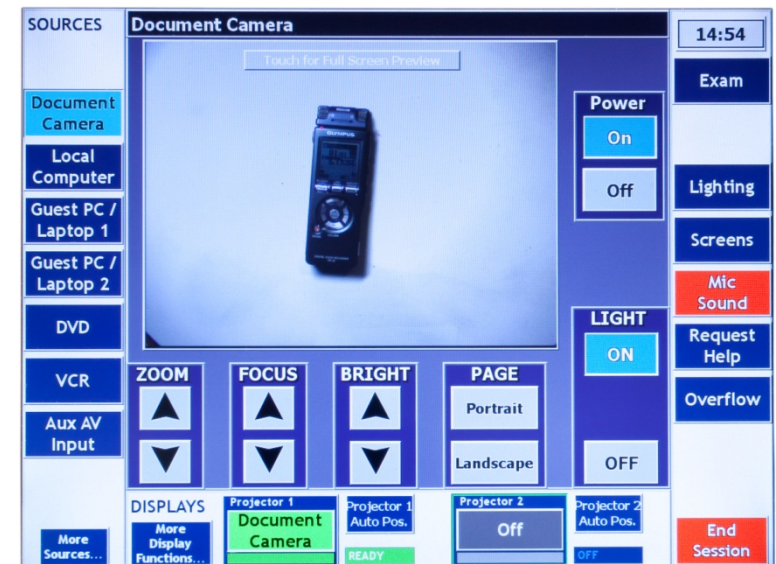 SOURCES
Document
Camera
Local
Computer
Guest PC /
Laptop 1
Guest PC /
Laptop 2
DVD
VCR
Aux AV
Input
More
Sources...
Document Camera
Touch for Full Screen Preview
OLYMPUS
Power
On
Off
LIGHT
ON
OFF
ZOOM
FOCUS
BRIGHT
PAGE
Portrait
Landscape
DISPLAYS
More
Display
Functions...
Projector 1
Document
Camera
Projector 1
Auto Pos.
READY
Projector 2
Off
Projector 2
Auto Pos.
OFF
14:54
Exam
Lighting
Screens
Mic
Sound
Request
Help
Overflow
End
Session